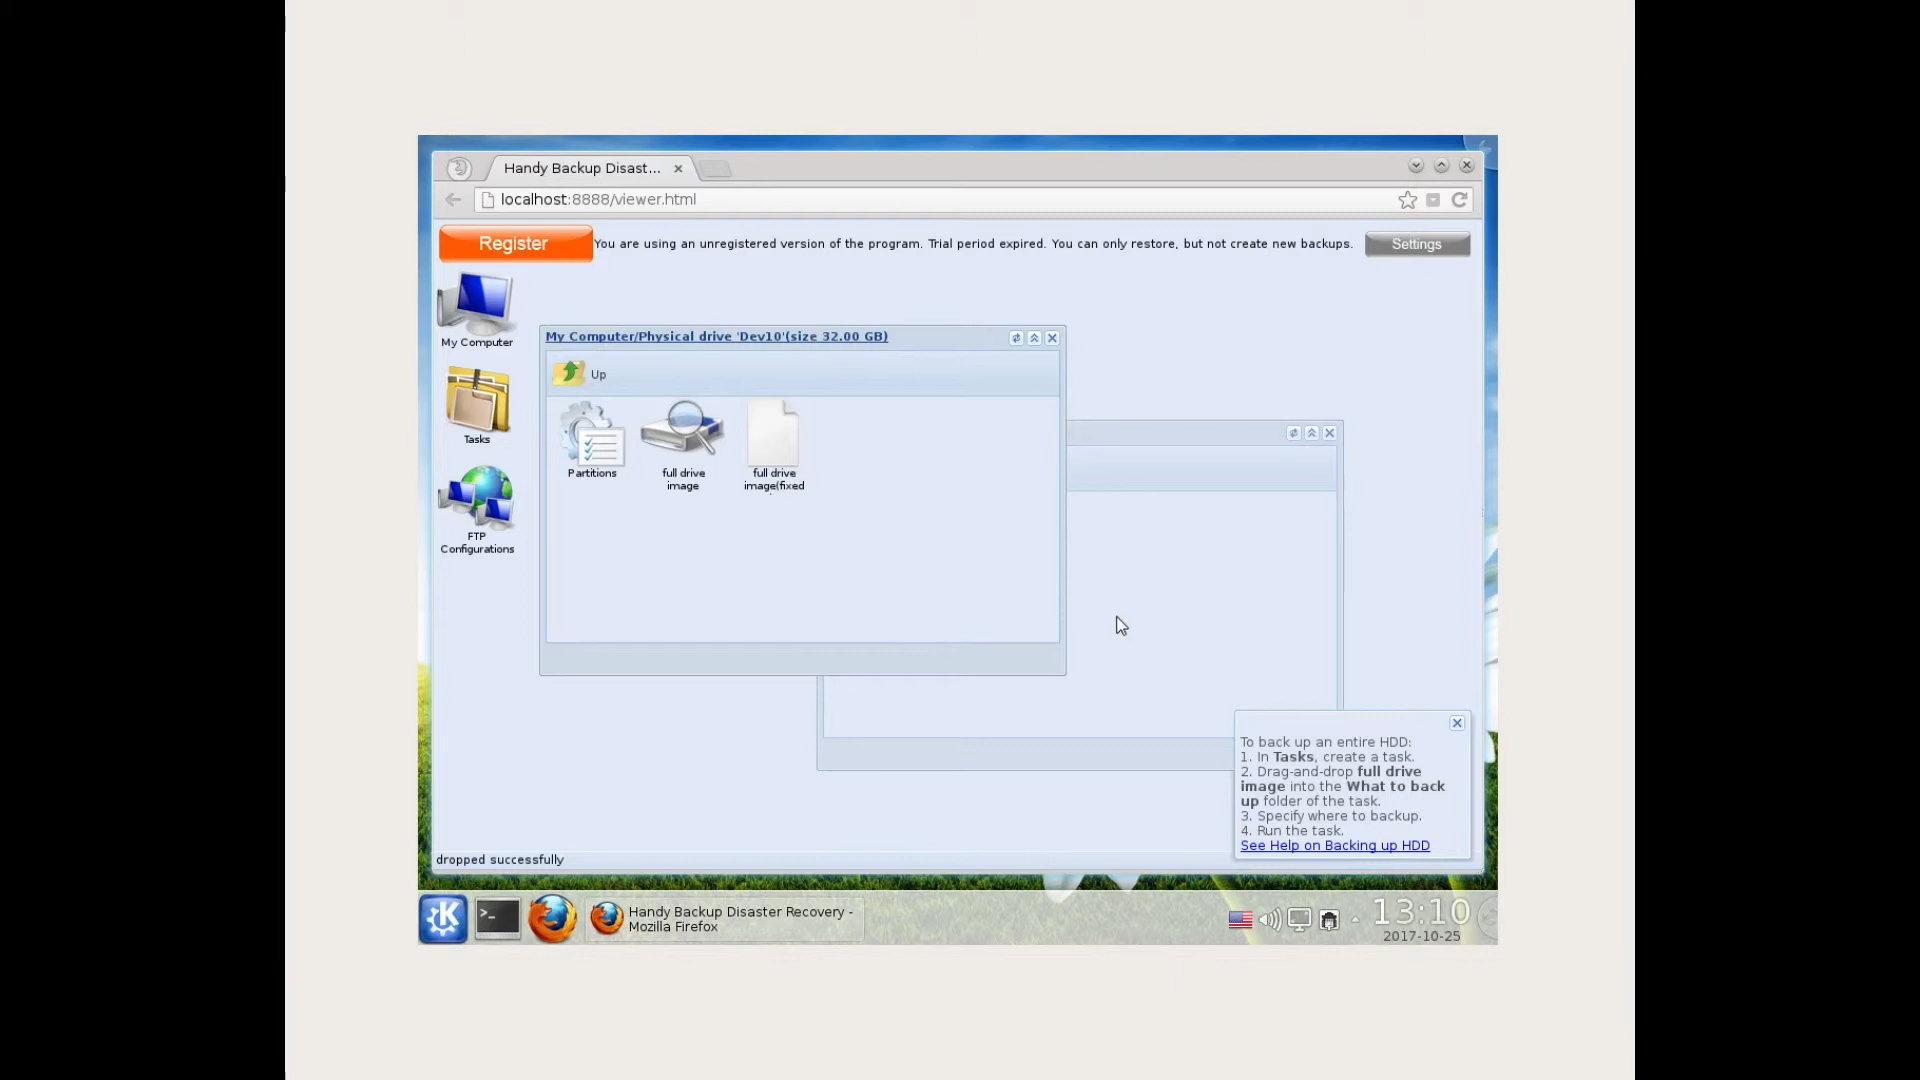 Handy Backup Disast...
localhost:8888/viewer.html
Register
You are using an unregistered version of the program. Trial period expired. You can only restore, but not create new backups.
Settings
My Computer
Tasks
FTP
Configurations
My Computer/Physical drive 'Dev10'(size 32.00 GB)
Up
Partitions
full drive
image
full drive
image(fixed
To back up an entire HDD:
1. In Tasks, create a task.
2. Drag-and-drop full drive
image into the What to back
up folder of the task.
3. Specify where to backup.
4. Run the task.
See Help on Backing up HDD
dropped successfully
Handy Backup Disaster Recovery -
Mozilla Firefox
13:10
2017-10-25